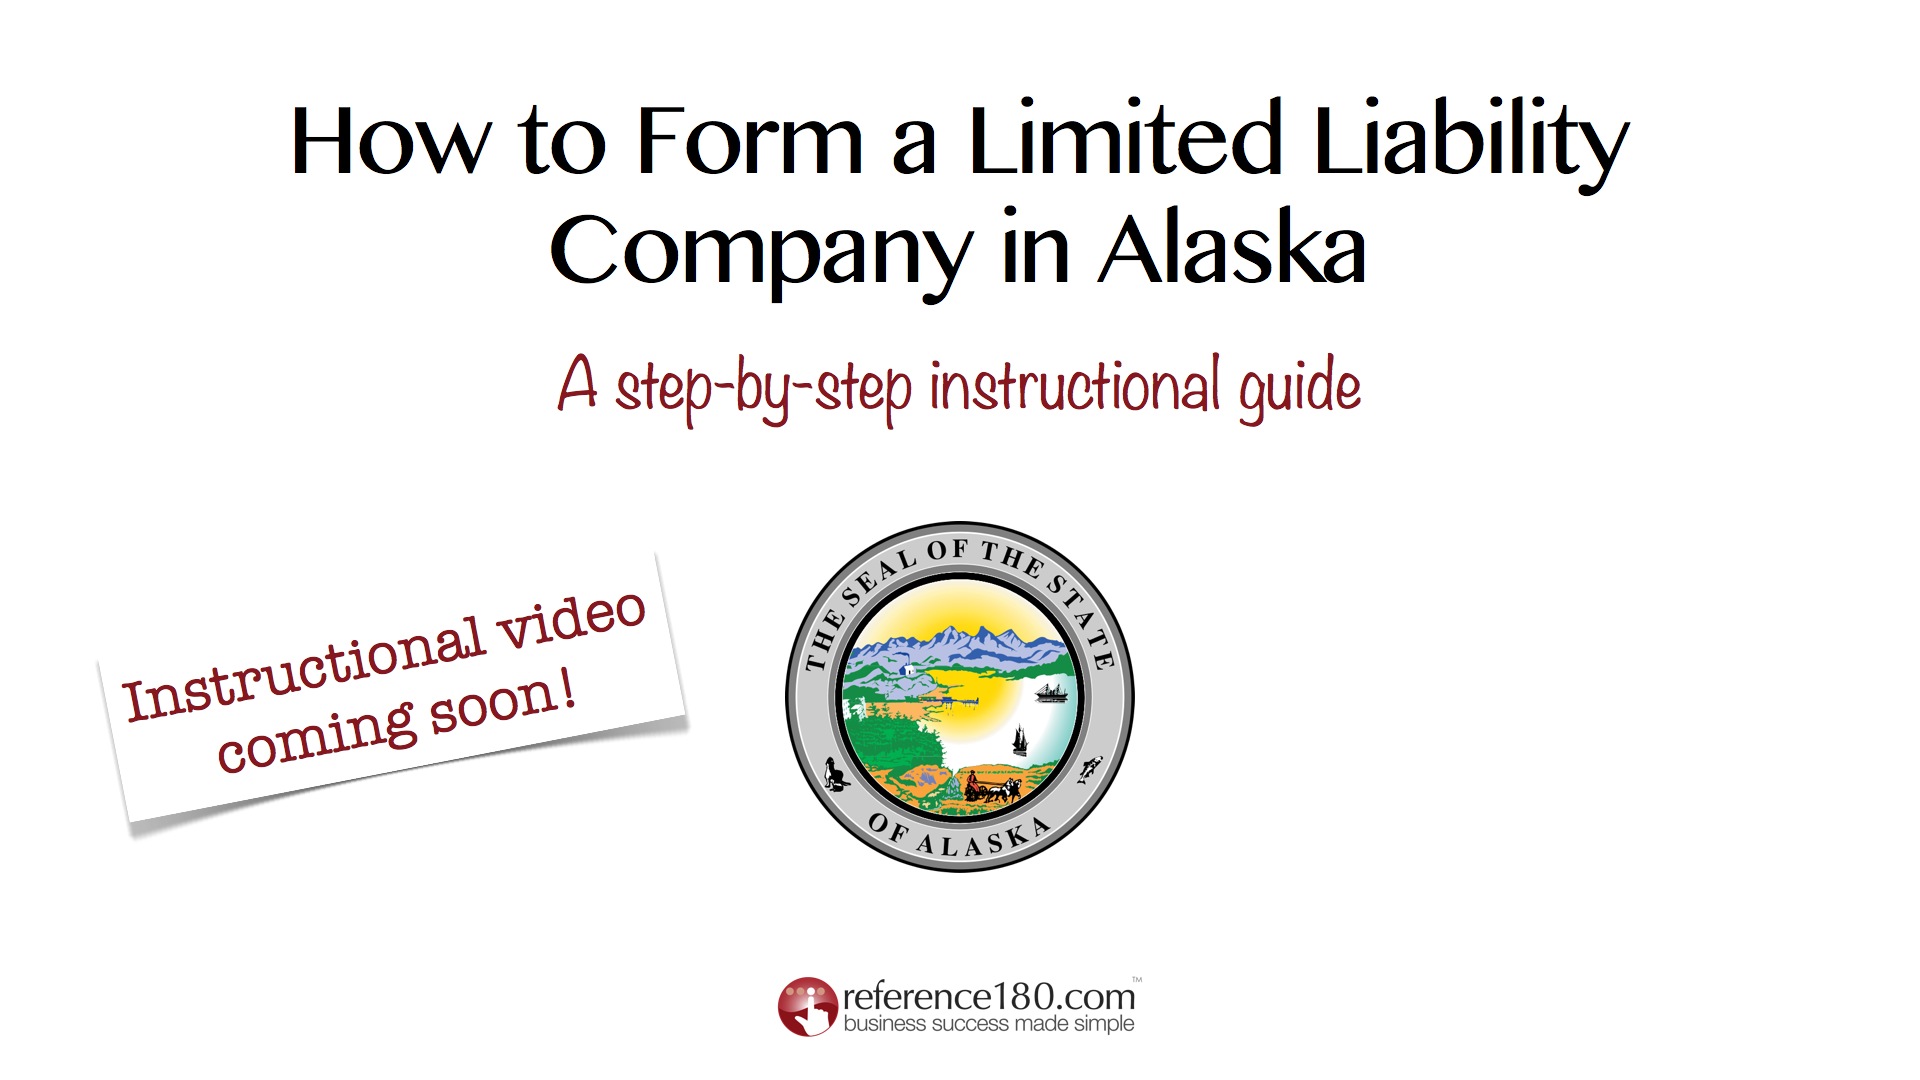 How to Form a Limited Liability
Company in Alaska
A step-by-step instructional guide
Instructional video
coming soon!
THE SEAL OF THE STATE
OF ALASKA
reference180.com™
business success made simple